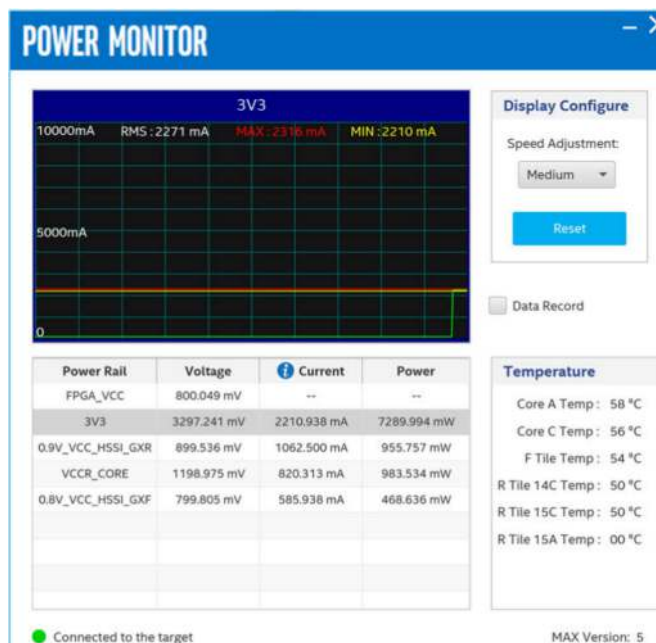 POWER MONITOR
3V3
10000mA RMS:2271 mA MAX:2316 mA MIN:2210 mA
5000mA
0
Display Configure
Speed Adjustment:
Medium
Reset
Data Record
Power Rail Voltage i Current Power
FPGA_VCC 800.049 mV -- --
3V3 3297.241 mV 2210.938 mA 7289.994 mW
0.9V_VCC_HSSI_GXR 899.536 mV 1062.500 mA 955.757 mW
VCCR_CORE 1198.975 mV 820.313 mA 983.534 mW
0.8V_VCC_HSSI_GXF 799.805 mV 585.938 mA 468.636 mW
Temperature
Core A Temp: 58 °C
Core C Temp: 56 °C
F Tile Temp: 54 °C
R Tile 14C Temp: 50 °C
R Tile 15C Temp: 50 °C
R Tile 15A Temp: 00 °C
Connected to the target
MAX Version: 5